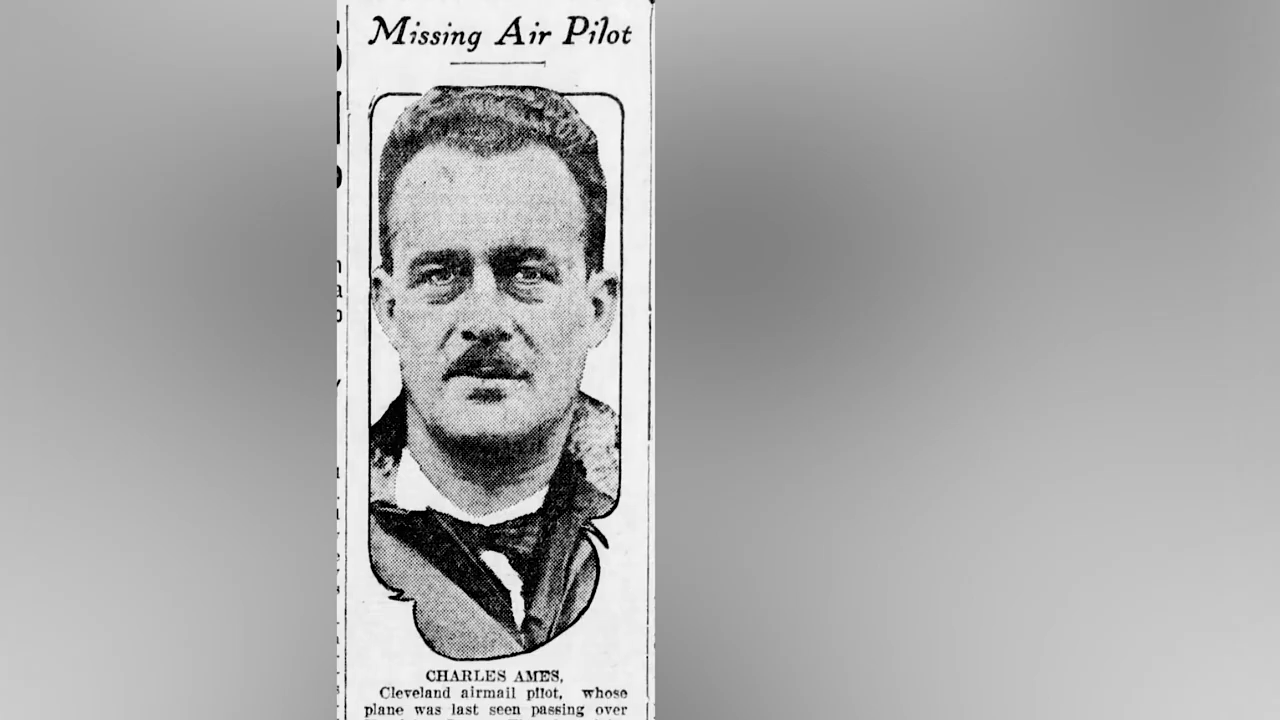 Missing Air Pilot
CHARLES AMES,
Cleveland airmail pilot, whose
plane was last seen passing over